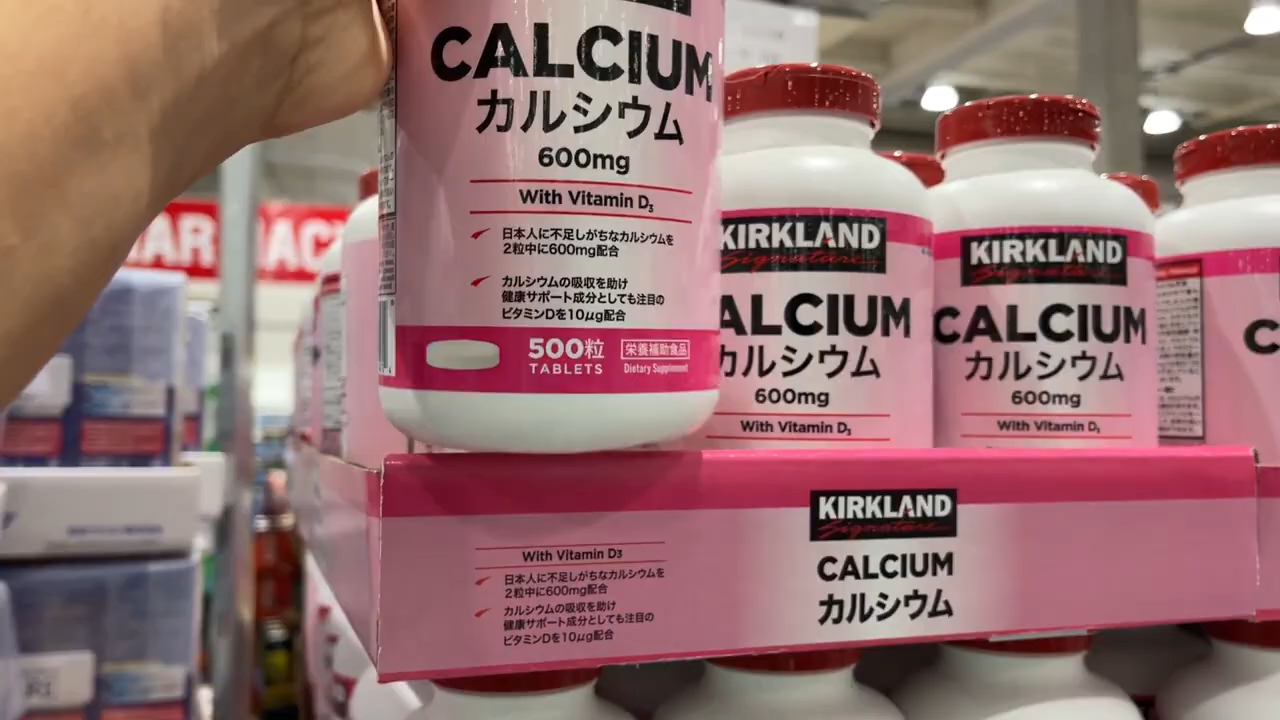 CALCIUM
カルシウム
600mg
With Vitamin D3
日本人に不足しがちなカルシウムを
2粒中に600mg配合
カルシウムの吸収を助け
健康サポート成分としても注目の
ビタミンDを10μg配合
500粒
TABLETS
栄養補助食品
Dietary Supplement
KIRKLAND
Signature
ALCIUM
カルシウム
600mg
With Vitamin D3
KIRKLAND
Signature
CALCIUM
カルシウム
600mg
With Vitamin D3
C
KIRKLAND
Signature
CALCIUM
カルシウム
With Vitamin D3
日本人に不足しがちなカルシウムを
2粒中に600mg配合
カルシウムの吸収を助け
健康サポート成分としても注目の
ビタミンDを10μg配合